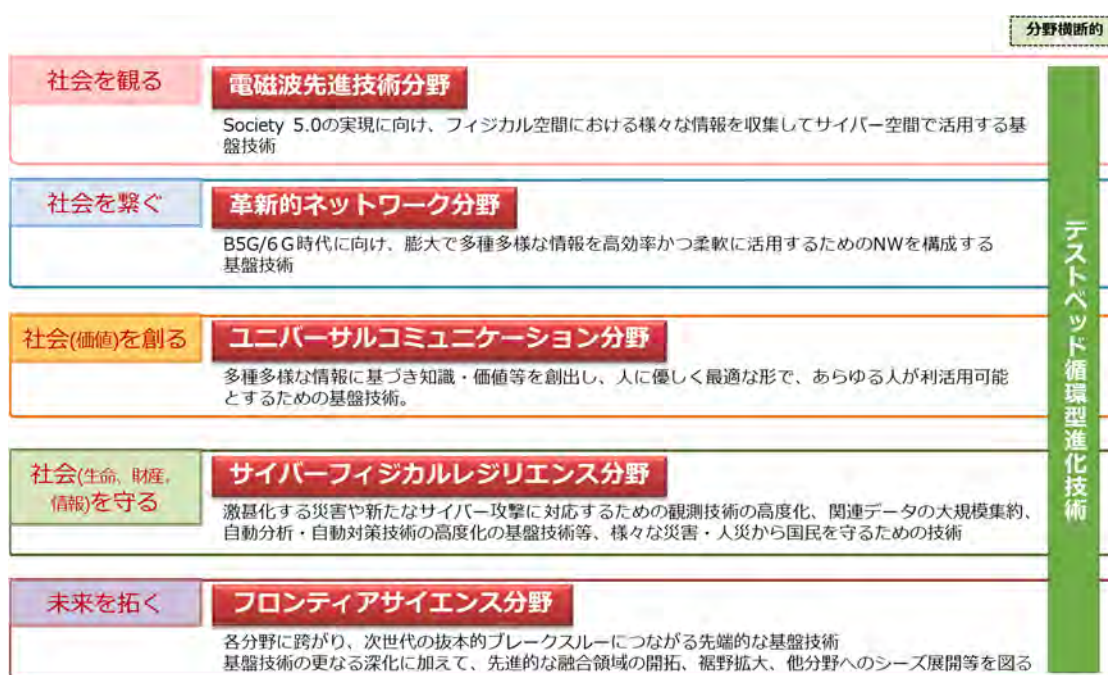 分野横断的
社会を観る
電磁波先進技術分野
Society 5.0の実現に向け、フィジカル空間における様々な情報を収集してサイバー空間で活用する基
盤技術
社会を繋ぐ
革新的ネットワーク分野
B5G/6G時代に向け、膨大で多種多様な情報を高効率かつ柔軟に活用するためのNWを構成する
基盤技術
社会(価値)を創る
ユニバーサルコミュニケーション分野
多種多様な情報に基づき知識・価値等を創出し、人に優しく最適な形で、あらゆる人が利活用可能
とするための基盤技術。
社会(生命、財産,
情報)を守る
サイバーフィジカルレジリエンス分野
激甚化する災害や新たなサイバー攻撃に対応するための観測技術の高度化、関連データの大規模集約、
自動分析・自動対策技術の高度化の基盤技術等、様々な災害・人災から国民を守るための技術
未来を拓く
フロンティアサイエンス分野
各分野に跨がり、次世代の抜本的ブレークスルーにつながる先端的な基盤技術
基盤技術の更なる深化に加えて、先進的な融合領域の開拓、裾野拡大、他分野へのシーズ展開等を図る
テストベッド循環型進化技術